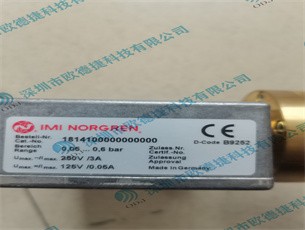 深圳市欧德捷科技有限公司
IMI NORGREN
Bestell-Nr.
Cat.-No. 1814100000000000
Bereich
Range 0,05 ... 0,6 bar
Zulass.Nr.
Certif.-No.
250V /3A
Zulassung
Approval
125V /0.05A
Made in Germany
CE
D-Code B9252